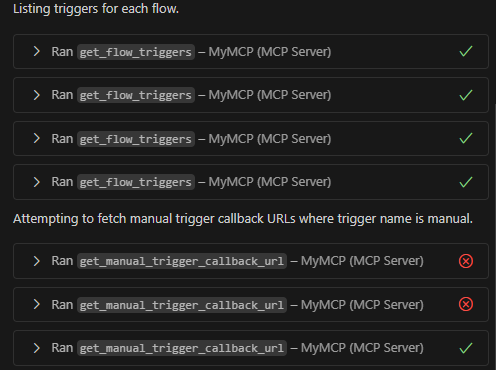 Listing triggers for each flow.
Ran get_flow_triggers – MyMCP (MCP Server)
Ran get_flow_triggers – MyMCP (MCP Server)
Ran get_flow_triggers – MyMCP (MCP Server)
Ran get_flow_triggers – MyMCP (MCP Server)
Attempting to fetch manual trigger callback URLs where trigger name is manual.
Ran get_manual_trigger_callback_url – MyMCP (MCP Server)
Ran get_manual_trigger_callback_url – MyMCP (MCP Server)
Ran get_manual_trigger_callback_url – MyMCP (MCP Server)